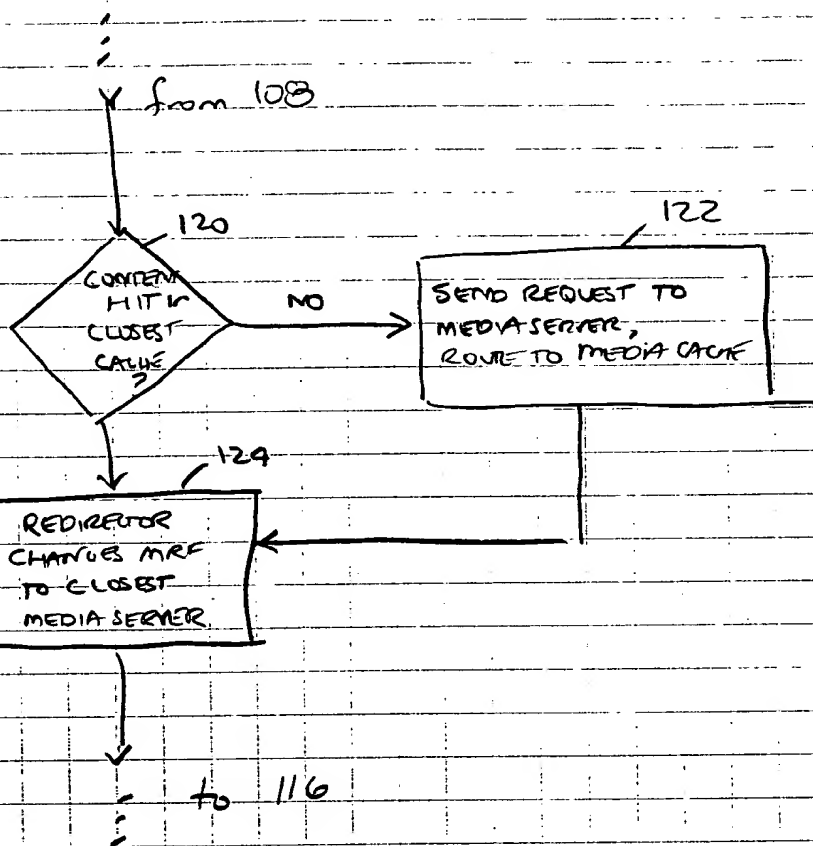 from 108
120
CONTENT
HIT IN
CLOSEST
CACHE
?
NO
122
SEND REQUEST TO
MEDIA SERVER,
ROUTE TO MEDIA CACHE
124
REDIRECTOR
CHANGES MRF
TO CLOSEST
MEDIA SERVER
to 116